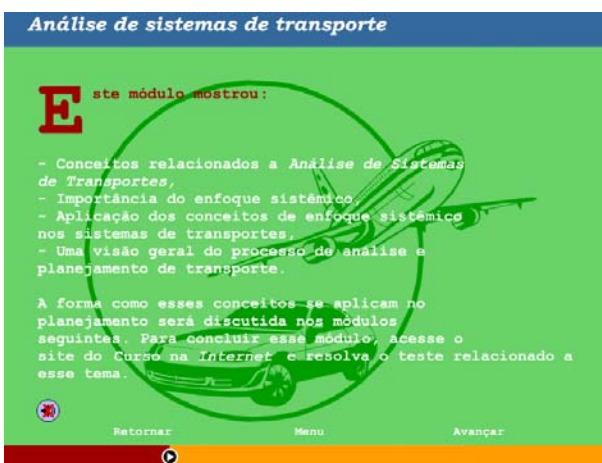 Análise de sistemas de transporte
Este módulo mostrou:
- Conceitos relacionados a Análise de Sistemas
de Transportes,
- Importância do enfoque sistêmico,
- Aplicação dos conceitos de enfoque sistêmico
nos sistemas de transportes,
- Uma visão geral do processo de análise e
planejamento de transporte.
A forma como esses conceitos se aplicam no
planejamento será discutida nos módulos
seguintes. Para concluir esse módulo, acesse o
site do Curso na Internet e resolva o teste relacionado a
esse tema.
Retornar Menu Avançar